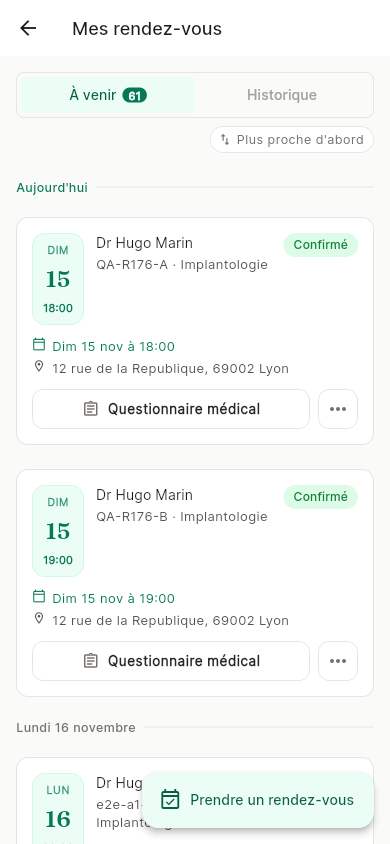 Mes rendez-vous
À venir 61
Historique
Plus proche d'abord
Aujourd'hui
DIM
15
18:00
Dr Hugo Marin
QA-R176-A · Implantologie
Confirmé
Dim 15 nov à 18:00
12 rue de la Republique, 69002 Lyon
Questionnaire médical
DIM
15
19:00
Dr Hugo Marin
QA-R176-B · Implantologie
Confirmé
Dim 15 nov à 19:00
12 rue de la Republique, 69002 Lyon
Questionnaire médical
Lundi 16 novembre
LUN
16
Dr
e2e-a1-
Prendre un rendez-vous